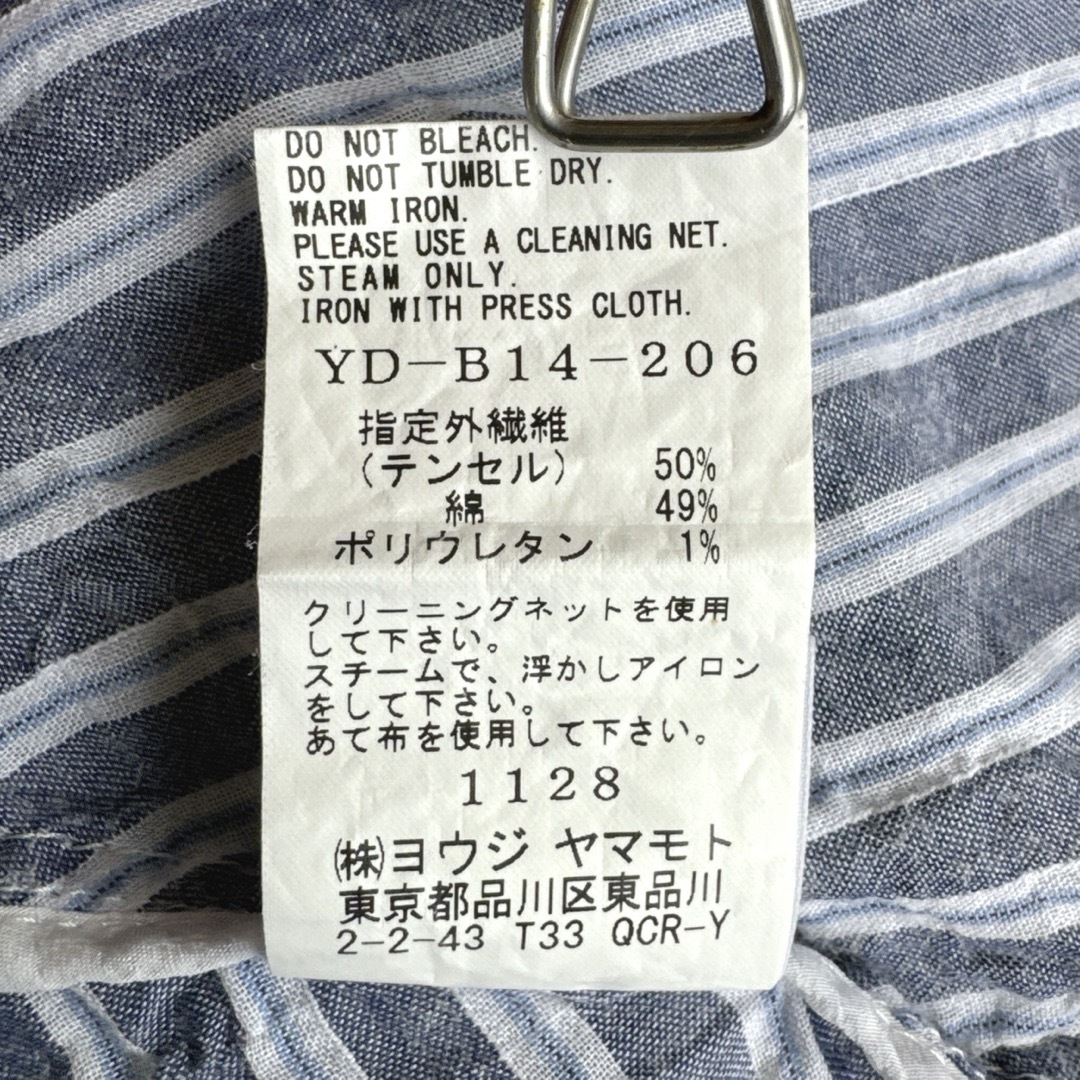 DO NOT BLEACH.
DO NOT TUMBLE DRY.
WARM IRON.
PLEASE USE A CLEANING NET.
STEAM ONLY.
IRON WITH PRESS CLOTH.
YD-B14-206
指定外繊維
(テンセル) 50%
綿 49%
ポリウレタン 1%
クリーニングネットを使用
して下さい。
スチームで、浮かしアイロン
をして下さい。
あて布を使用して下さい。
1128
㈱ヨウジ ヤマモト
東京都品川区東品川
2-2-43 T33 QCR-Y